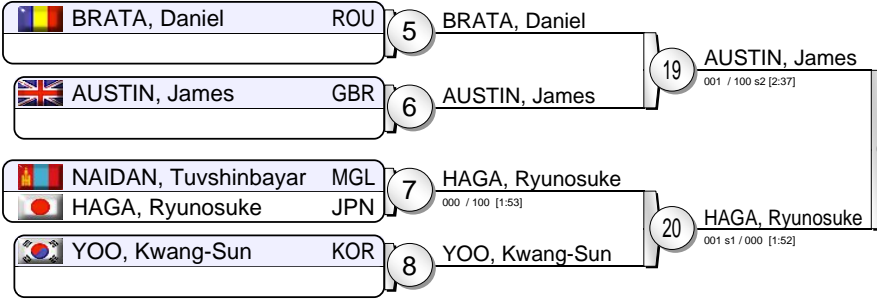 BRATA, Daniel ROU
5
BRATA, Daniel
19
AUSTIN, James
001 / 100 s2 [2:37]
AUSTIN, James GBR
6
AUSTIN, James
NAIDAN, Tuvshinbayar MGL
HAGA, Ryunosuke JPN
7
HAGA, Ryunosuke
000 / 100 [1:53]
20
HAGA, Ryunosuke
001 s1 / 000 [1:52]
YOO, Kwang-Sun KOR
8
YOO, Kwang-Sun